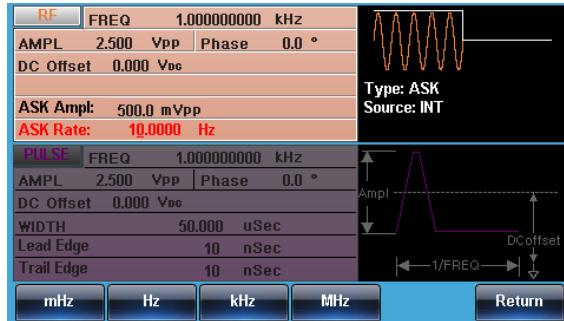 RF FREQ 1.000000000 kHz
AMPL 2.500 Vpp Phase 0.0 °
DC Offset 0.000 VDC
ASK Ampl: 500.0 mVpp
ASK Rate: 10.0000 Hz
Type: ASK
Source: INT
PULSE FREQ 1.000000000 kHz
AMPL 2.500 Vpp Phase 0.0 °
DC Offset 0.000 VDC
WIDTH 50.000 uSec
Lead Edge 10 nSec
Trail Edge 10 nSec
Ampl
DCoffset
1/FREQ
mHz Hz kHz MHz Return